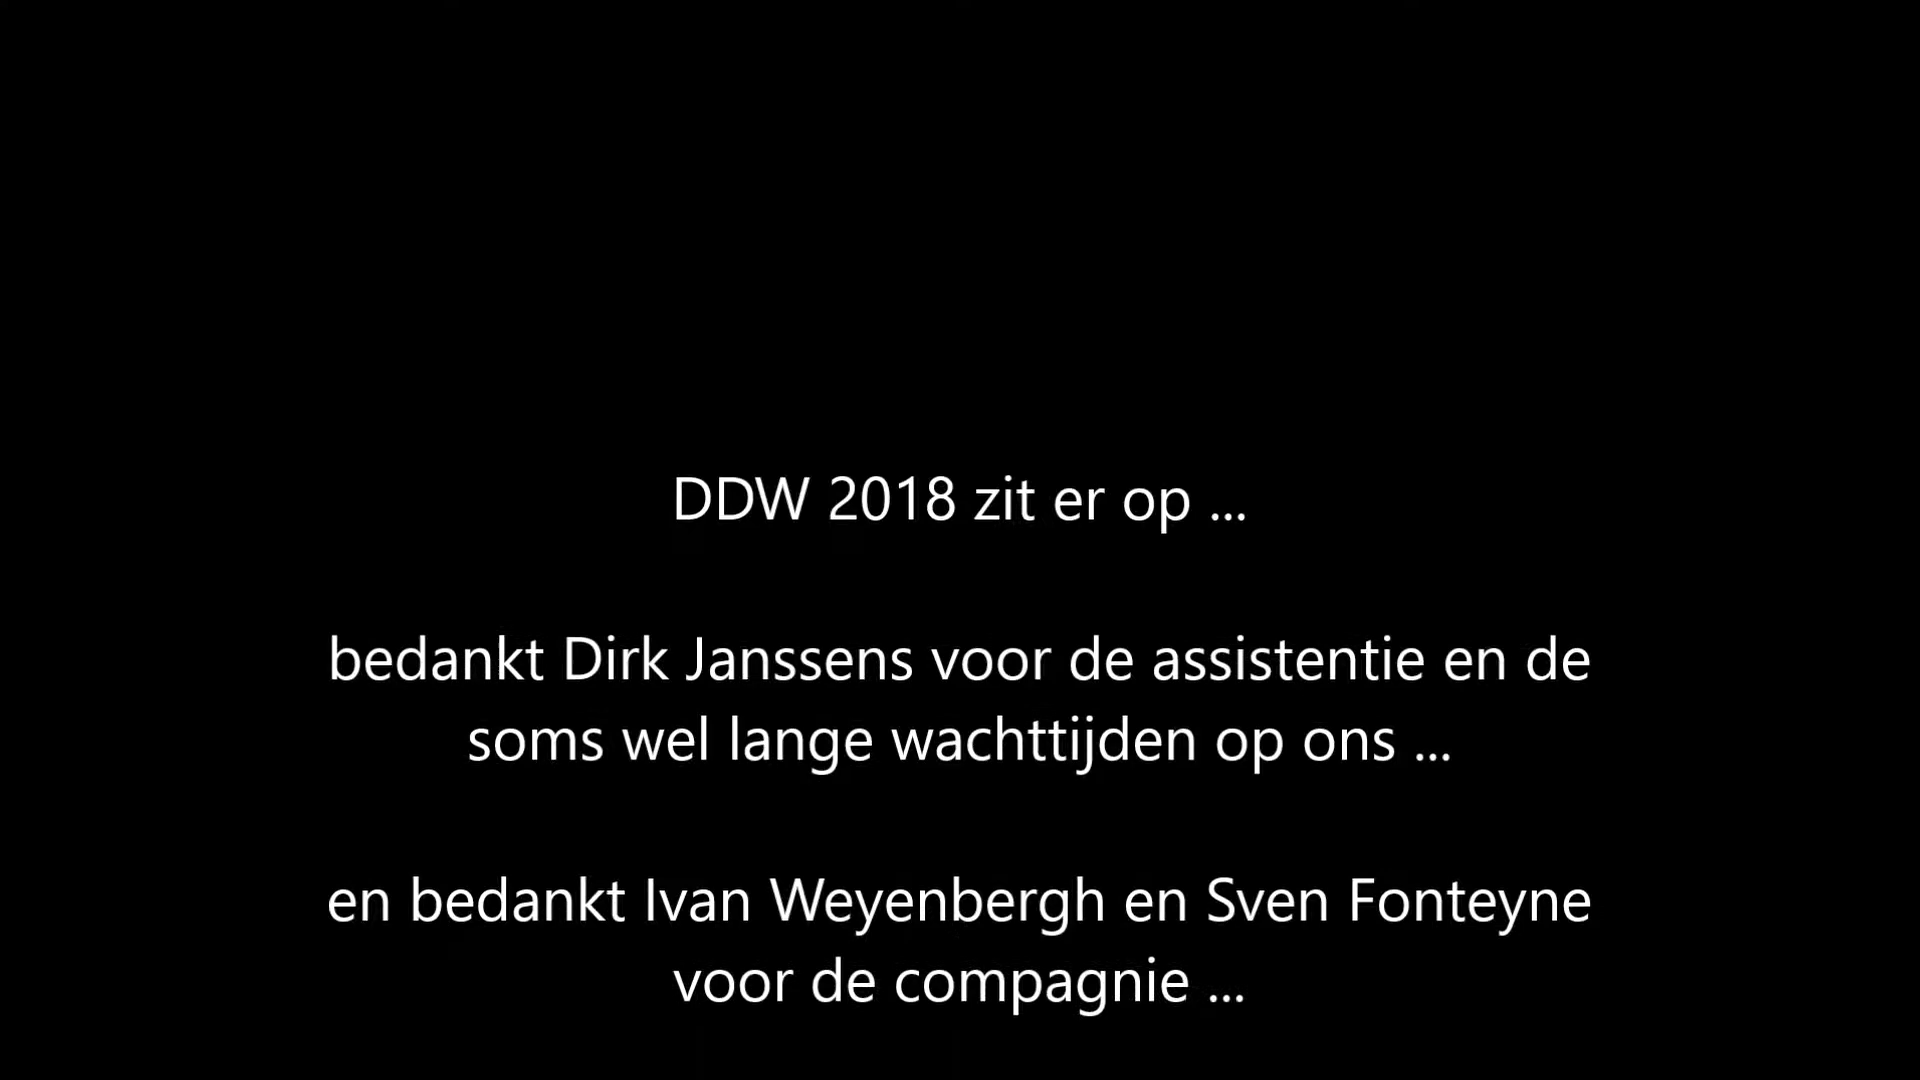 DDW 2018 zit er op ...
bedankt Dirk Janssens voor de assistentie en de
soms wel lange wachttijden op ons ...
en bedankt Ivan Weyenbergh en Sven Fonteyne
voor de compagnie ...